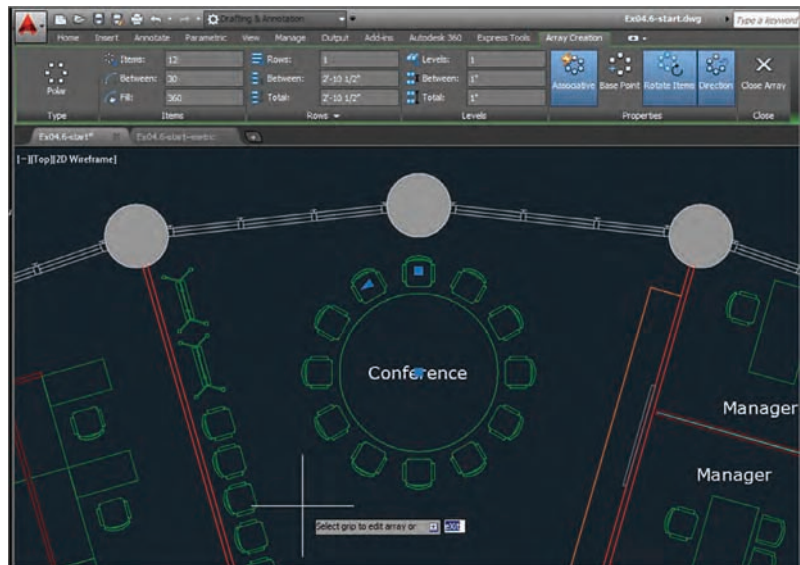 Drafting & Annotation
Ex04.6-start.dwg
Type a keyword
Home Insert Annotate Parametric View Manage Output Add-ins Autodesk 360 Express Tools Array Creation
Items: 12 Rows: 1 Levels: 1
Between: 30 Between: 2'-10 1/2" Between: 1"
Fill: 360 Total: 2'-10 1/2" Total: 1"
Polar Associative Base Point Rotate Items Direction Close Array
Type Items Rows Levels Properties Close
Ex04.6-start* Ex04.6-start-metric
[−][Top][2D Wireframe]
Conference
Manager
Manager
Select grip to edit array or